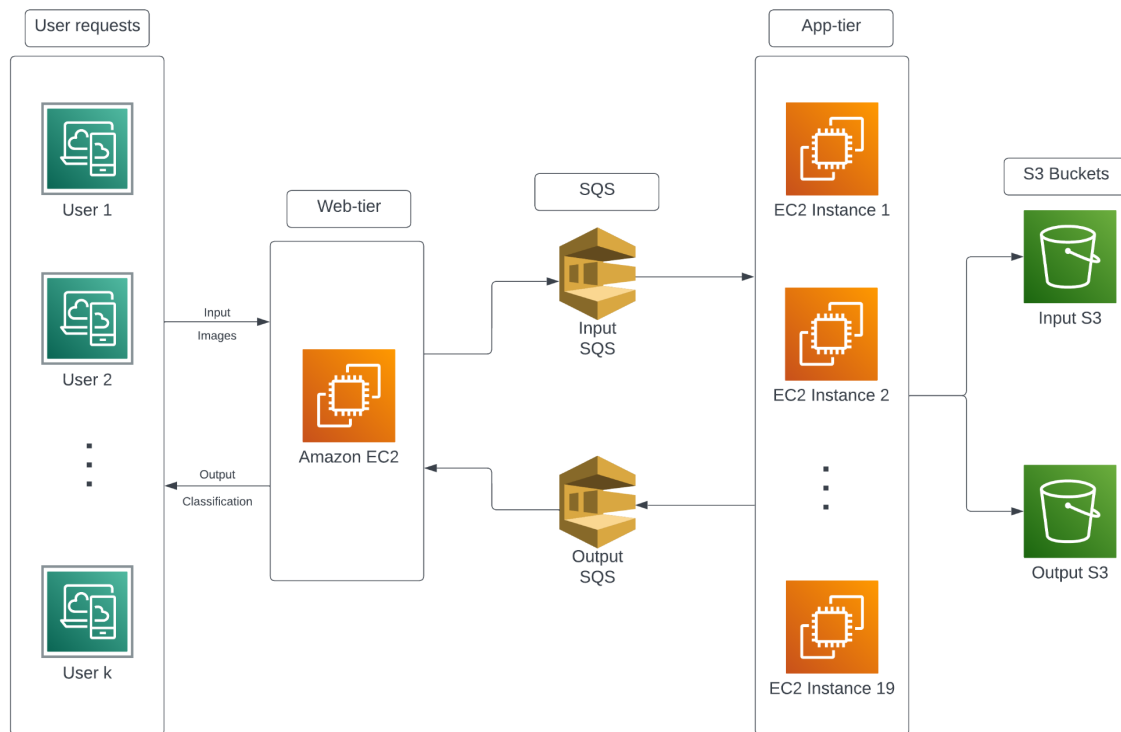 User requests
App-tier
User 1
EC2 Instance 1
S3 Buckets
SQS
Web-tier
Input
Images
Input
SQS
Input S3
User 2
EC2 Instance 2
Amazon EC2
Output
Classification
Output
SQS
Output S3
User k
EC2 Instance 19